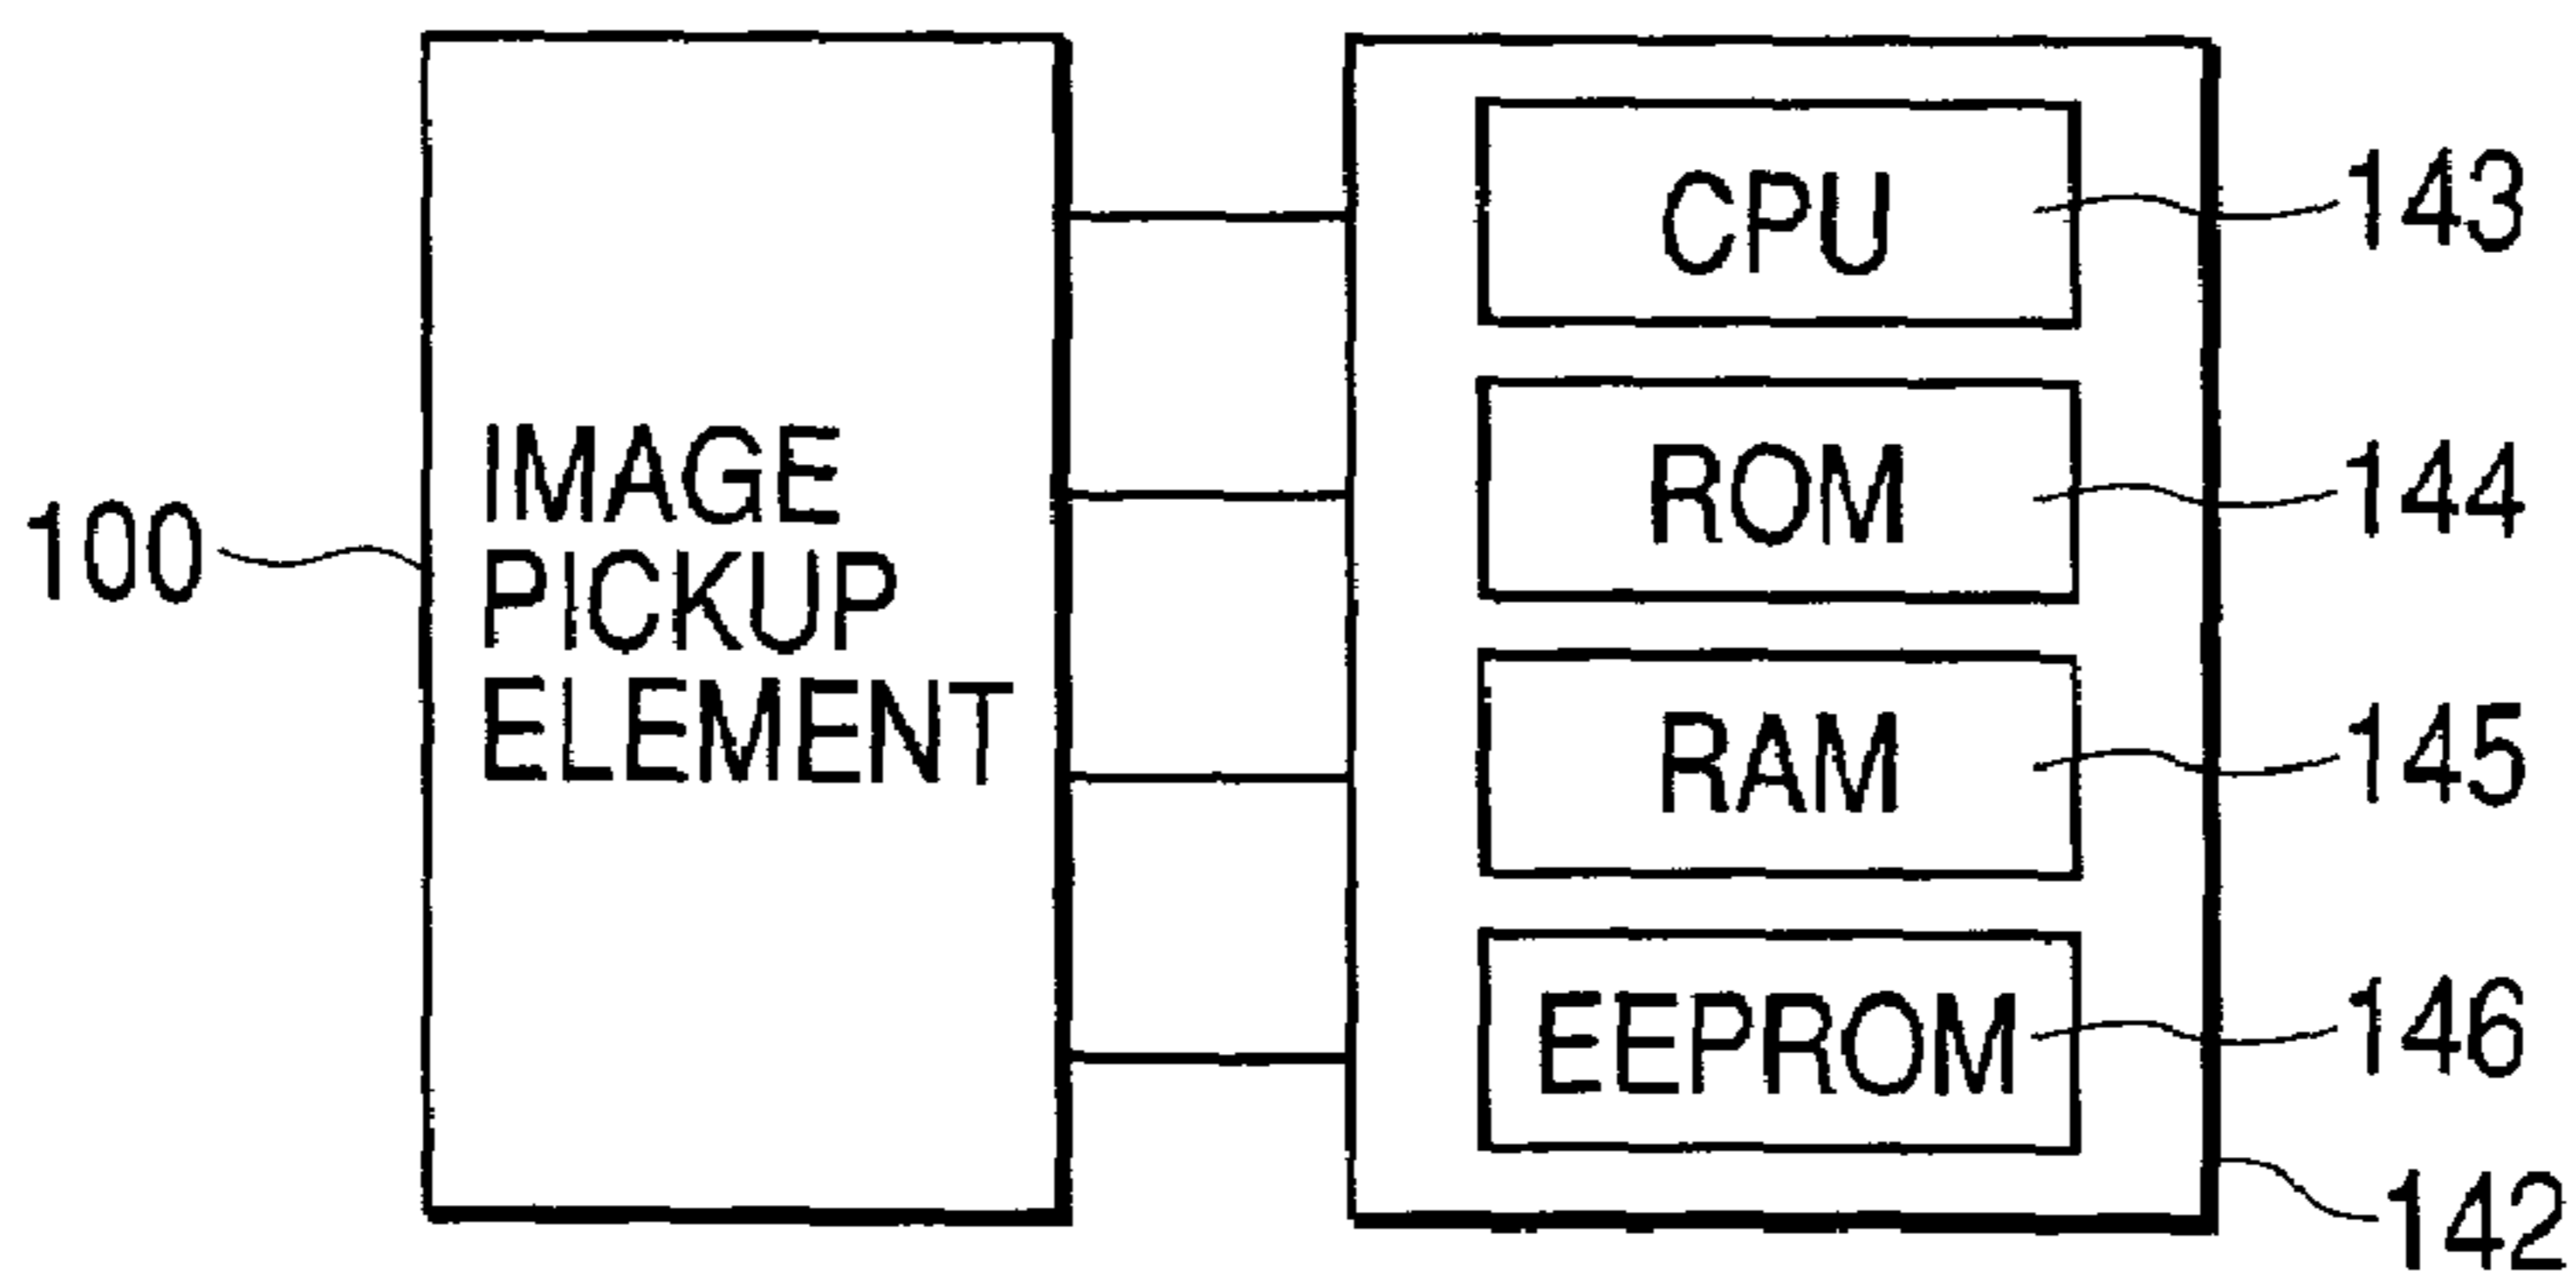 100
IMAGE
PICKUP
ELEMENT
CPU
143
ROM
144
RAM
145
EEPROM
146
142